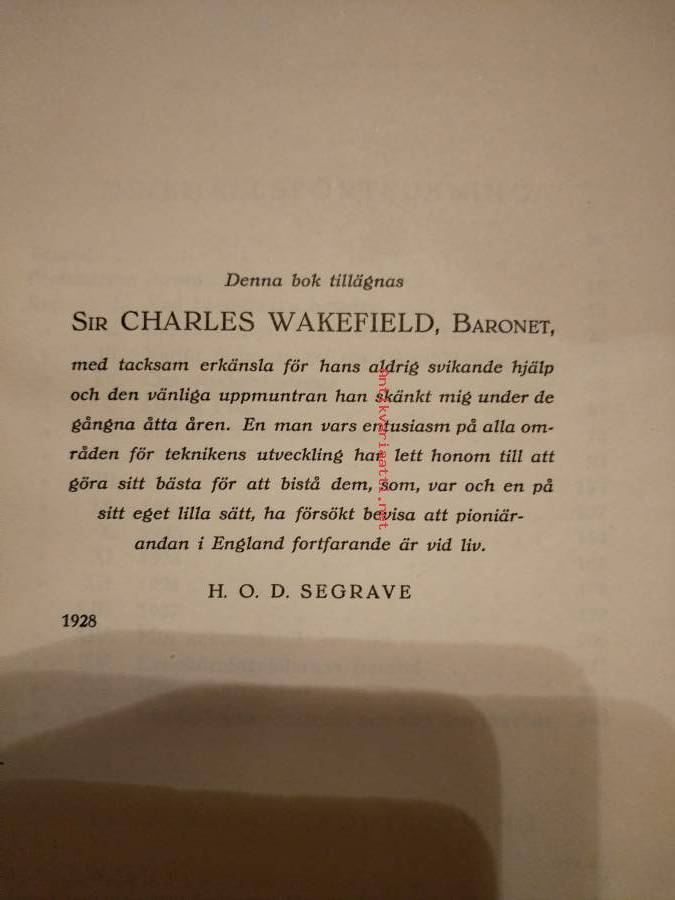 Denna bok tillägnas
SIR CHARLES WAKEFIELD, BARONET,
med tacksam erkänsla för hans aldrig svikande hjälp
och den vänliga uppmuntran han skänkt mig under de
gångna åtta åren. En man vars entusiasm på alla om-
råden för teknikens utveckling har lett honom till att
göra sitt bästa för att bistå dem, som, var och en på
sitt eget lilla sätt, ha försökt bevisa att pioniär-
andan i England fortfarande är vid liv.
H. O. D. SEGRAVE
1928
antikvariaatti.net